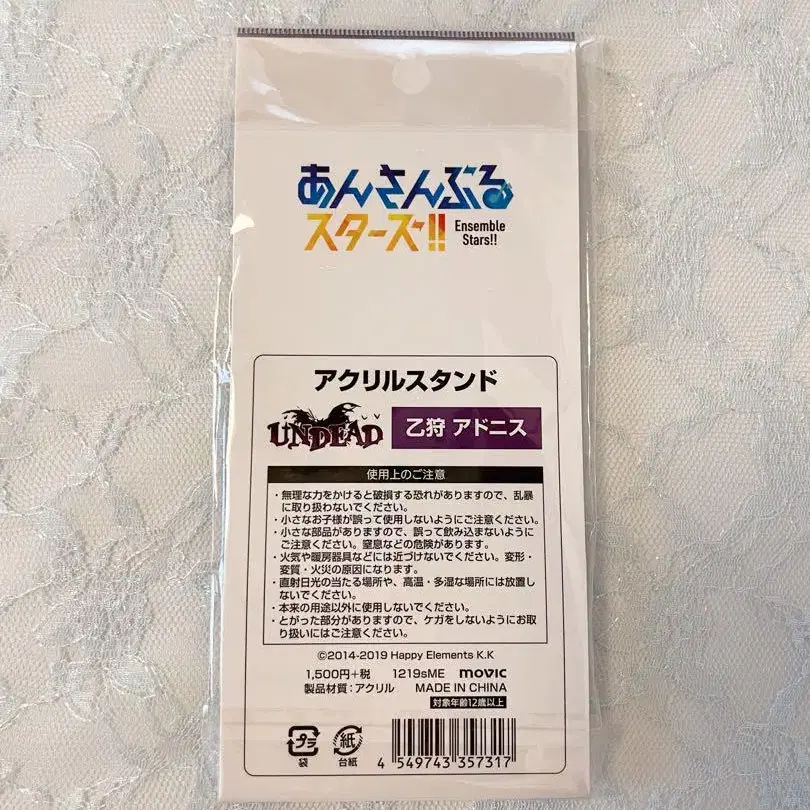 あんさんぶる
スターズ!!
Ensemble
Stars!!
アクリルスタンド
UNDEAD
乙狩 アドニス
使用上のご注意
・無理な力をかけると破損する恐れがありますので、乱暴
に取り扱わないでください。
・小さなお子様が誤って使用しないようにご注意ください。
・小さな部品がありますので、誤って飲み込まないように
ご注意ください。窒息などの危険があります。
・火気や暖房器具などには近づけないでください。変形・
変質・火災の原因になります。
・直射日光の当たる場所や、高温・多湿な場所には放置し
ないでください。
・本来の用途以外に使用しないでください。
・とがった部分がありますので、ケガをしないようにお取
り扱いにはご注意ください。
©2014-2019 Happy Elements K.K
1,500円+税 1219sME movic
製品材質:アクリル MADE IN CHINA
対象年齢12歳以上
プラ 紙
袋 台紙
4 549743 357317